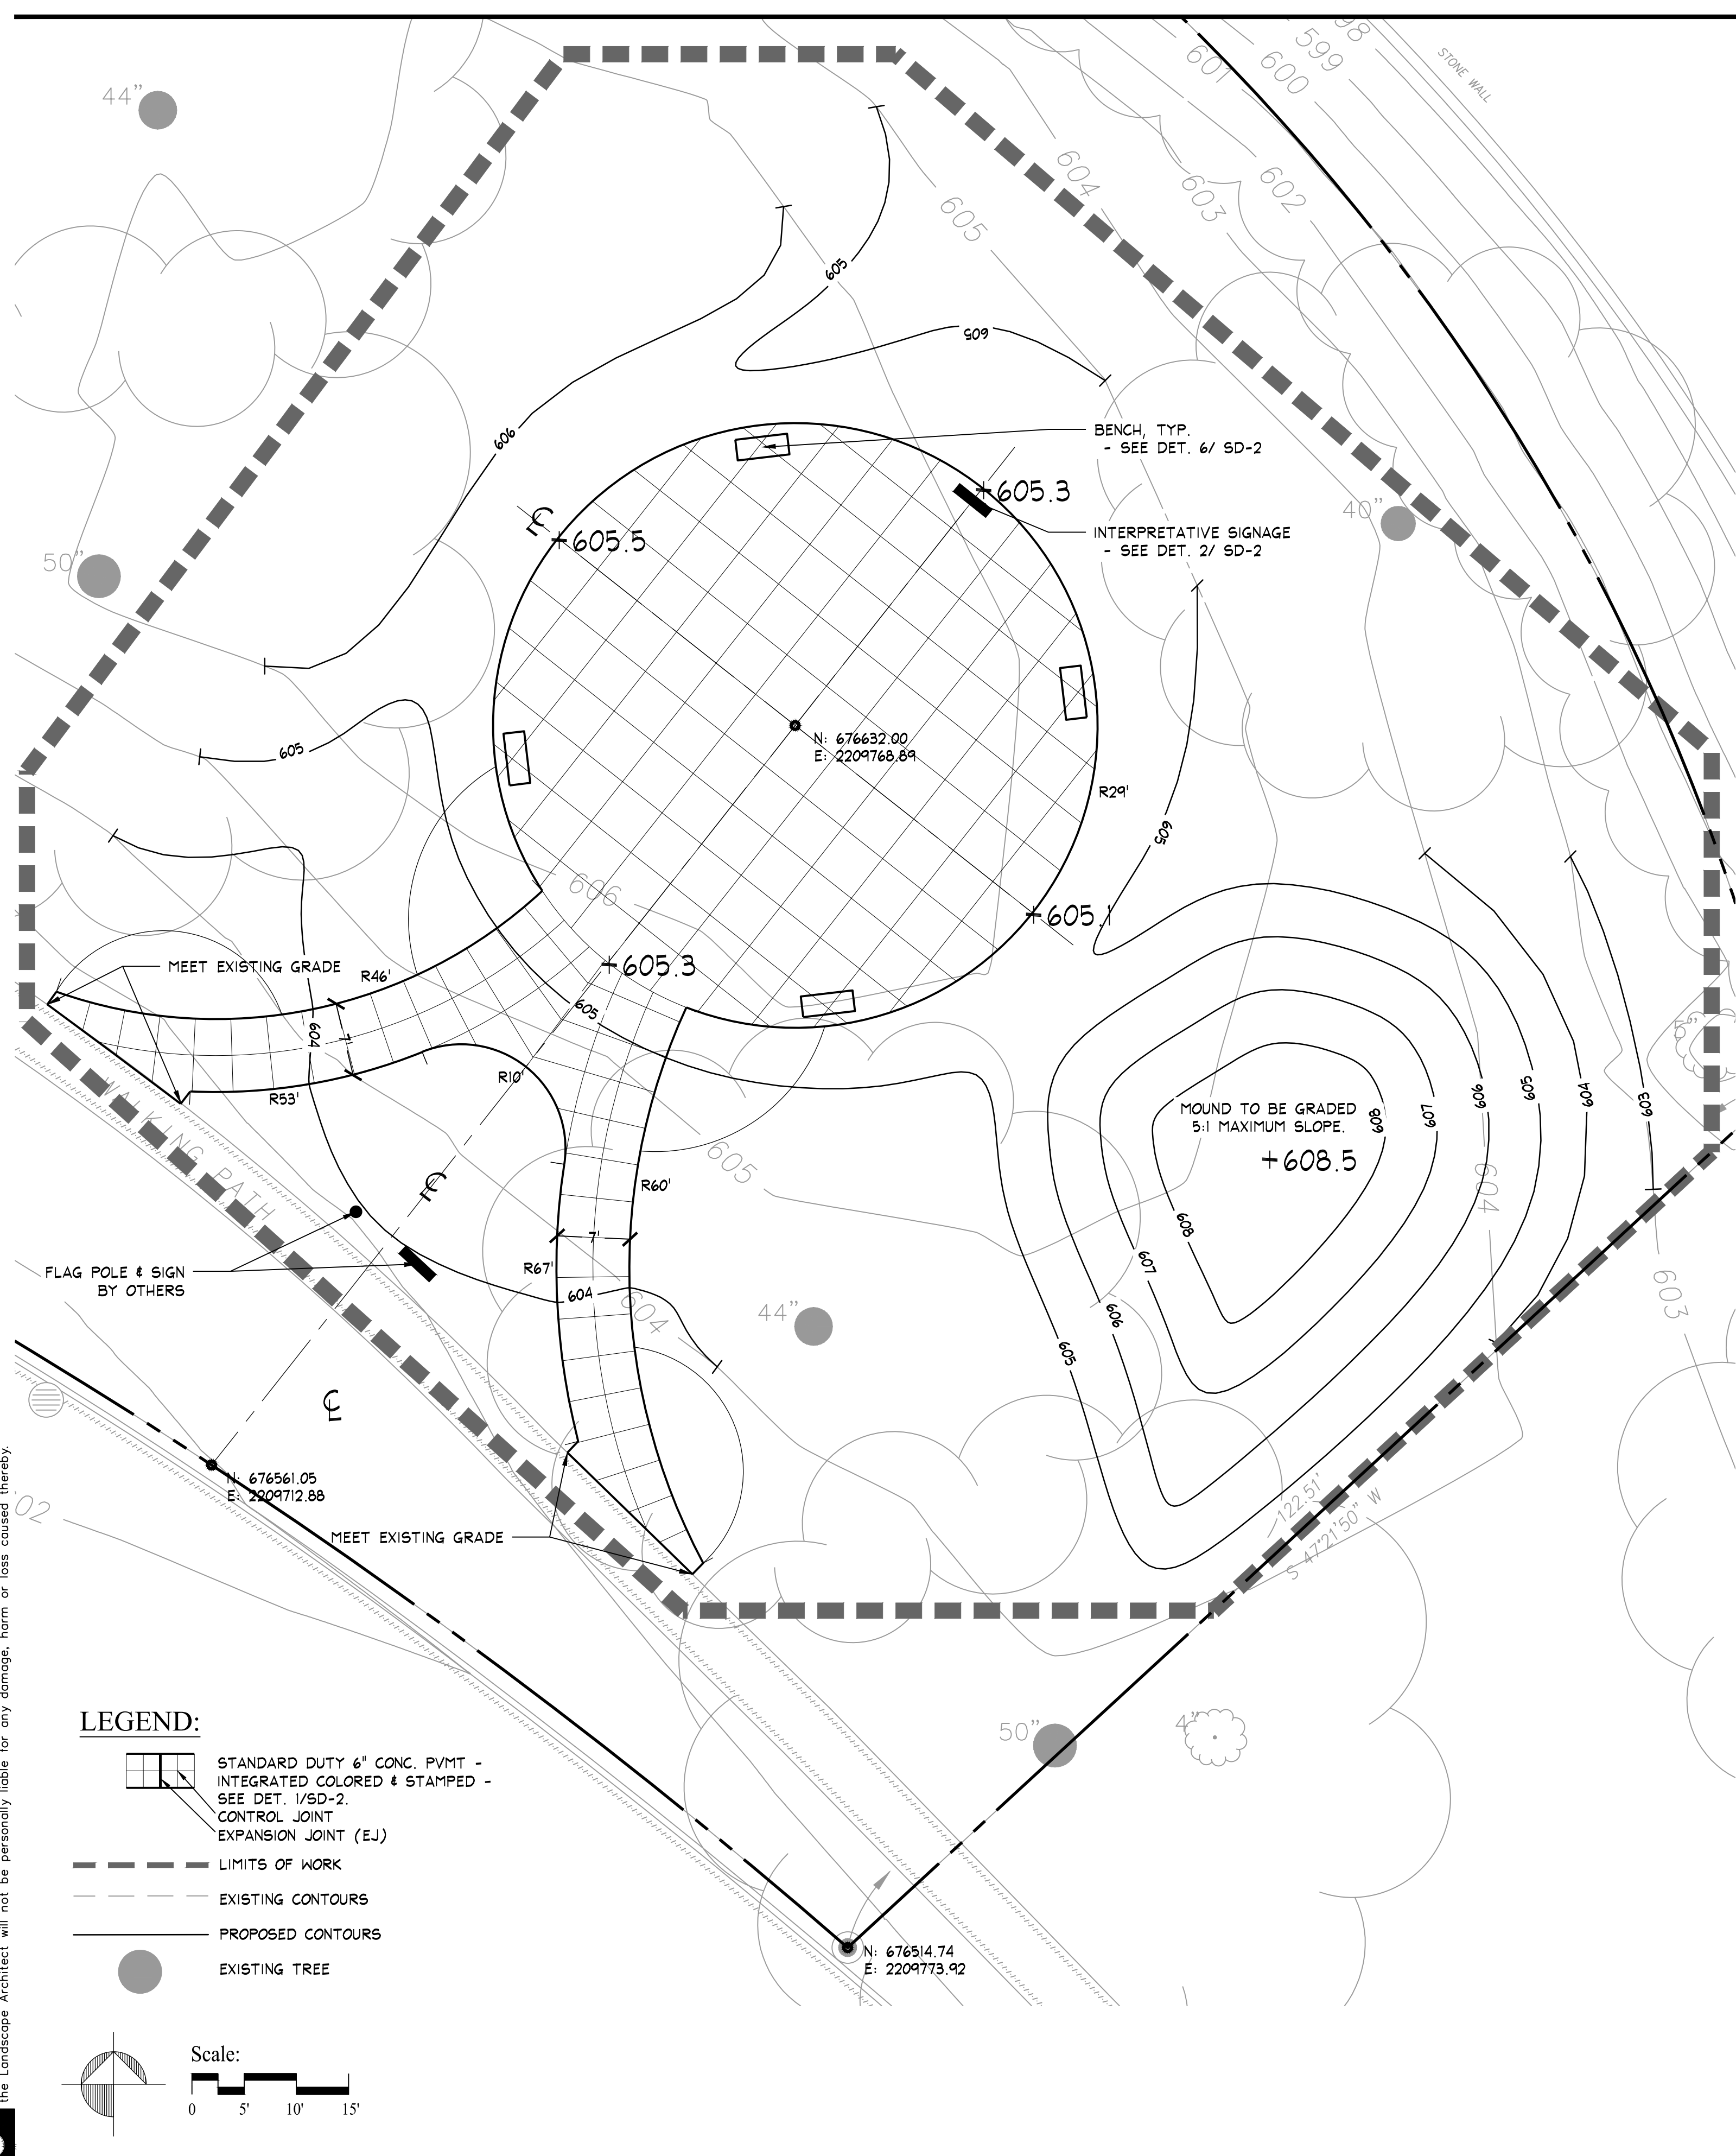 44"
601
600
599
98
STONE WALL
604
603
602
605
605
605
606
BENCH, TYP.
- SEE DET. 6/ SD-2
+605.3
40"
INTERPRETATIVE SIGNAGE
- SEE DET. 2/ SD-2
℄
+605.5
50"
N: 676632.00
E: 2209768.89
605
R29'
605
606
+605.1
+605.3
MEET EXISTING GRADE
R46'
605
604
7'
R10'
R53'
WALKING PATH
5"
MOUND TO BE GRADED
5:1 MAXIMUM SLOPE.
+608.5
608
607
606
605
604
603
605
℄
R60'
604
608
7'
R67'
607
FLAG POLE & SIGN
BY OTHERS
604
604
44"
606
605
603
℄
N: 676561.05
E: 2209712.88
02
MEET EXISTING GRADE
122.51'
S 47°21'50" W
50"
4"
LEGEND:
STANDARD DUTY 6" CONC. PVMT -
INTEGRATED COLORED & STAMPED -
SEE DET. 1/SD-2.
CONTROL JOINT
EXPANSION JOINT (EJ)
LIMITS OF WORK
EXISTING CONTOURS
PROPOSED CONTOURS
EXISTING TREE
N: 676514.74
E: 2209773.92
Scale:
0 5' 10' 15'
the Landscape Architect will not be personally liable for any damage, harm or loss caused thereby.